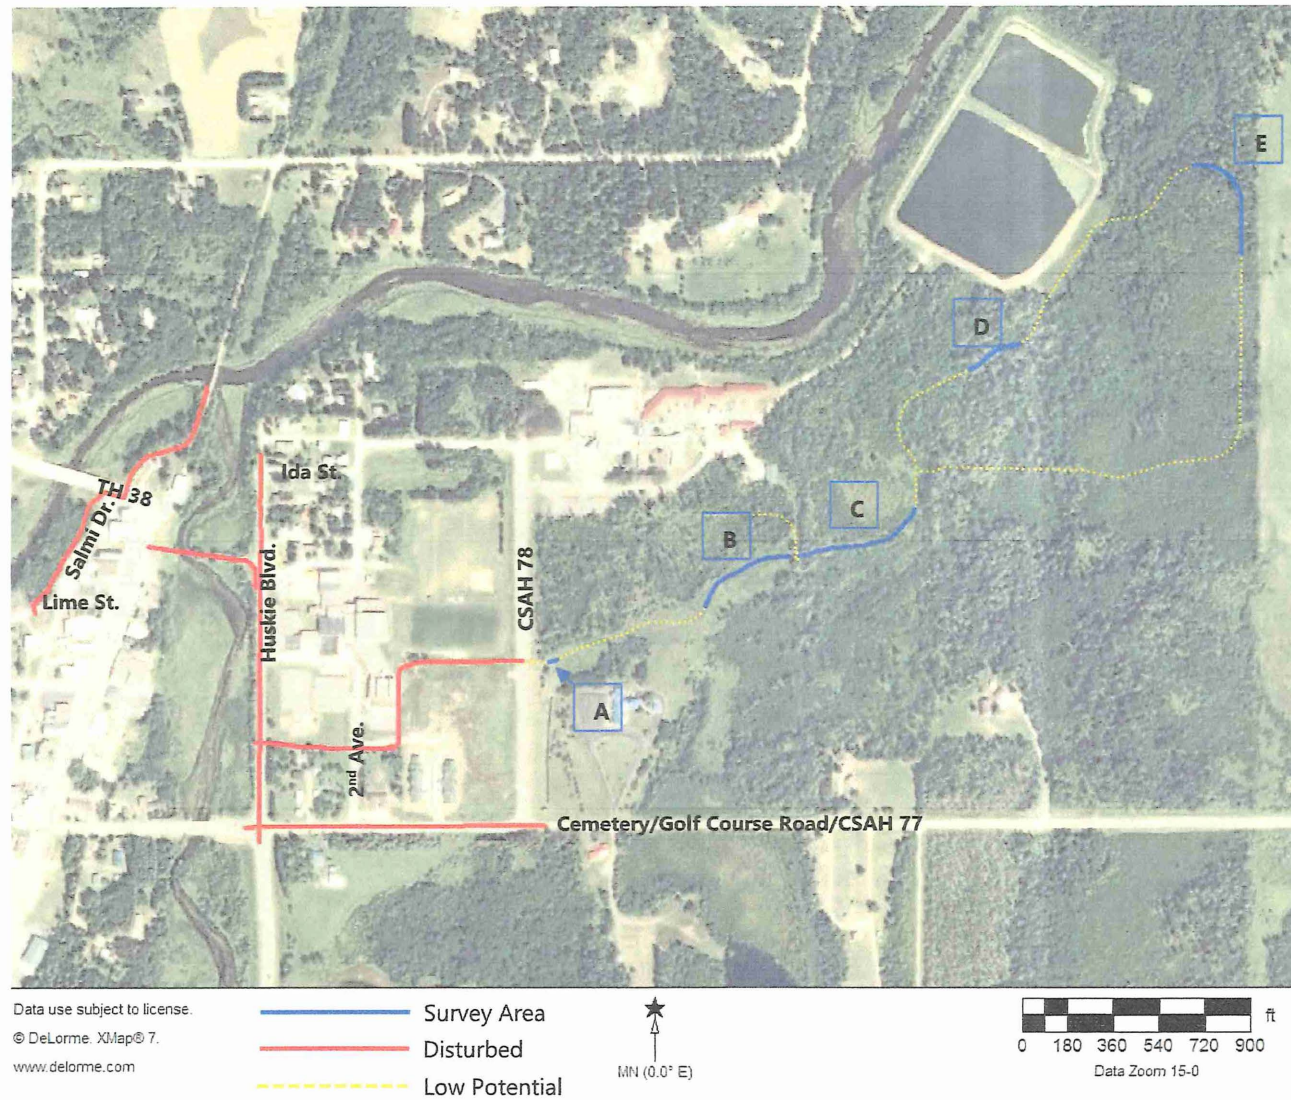 E
D
Ida St.
TH 38
C
Salmi Dr.
B
CSAH 78
Lime St.
Huskie Blvd.
A
2nd Ave.
Cemetery/Golf Course Road/CSAH 77
Data use subject to license.
© DeLorme. XMap® 7.
www.delorme.com
Survey Area
Disturbed
Low Potential
MN (0.0° E)
ft
0 180 360 540 720 900
Data Zoom 15-0